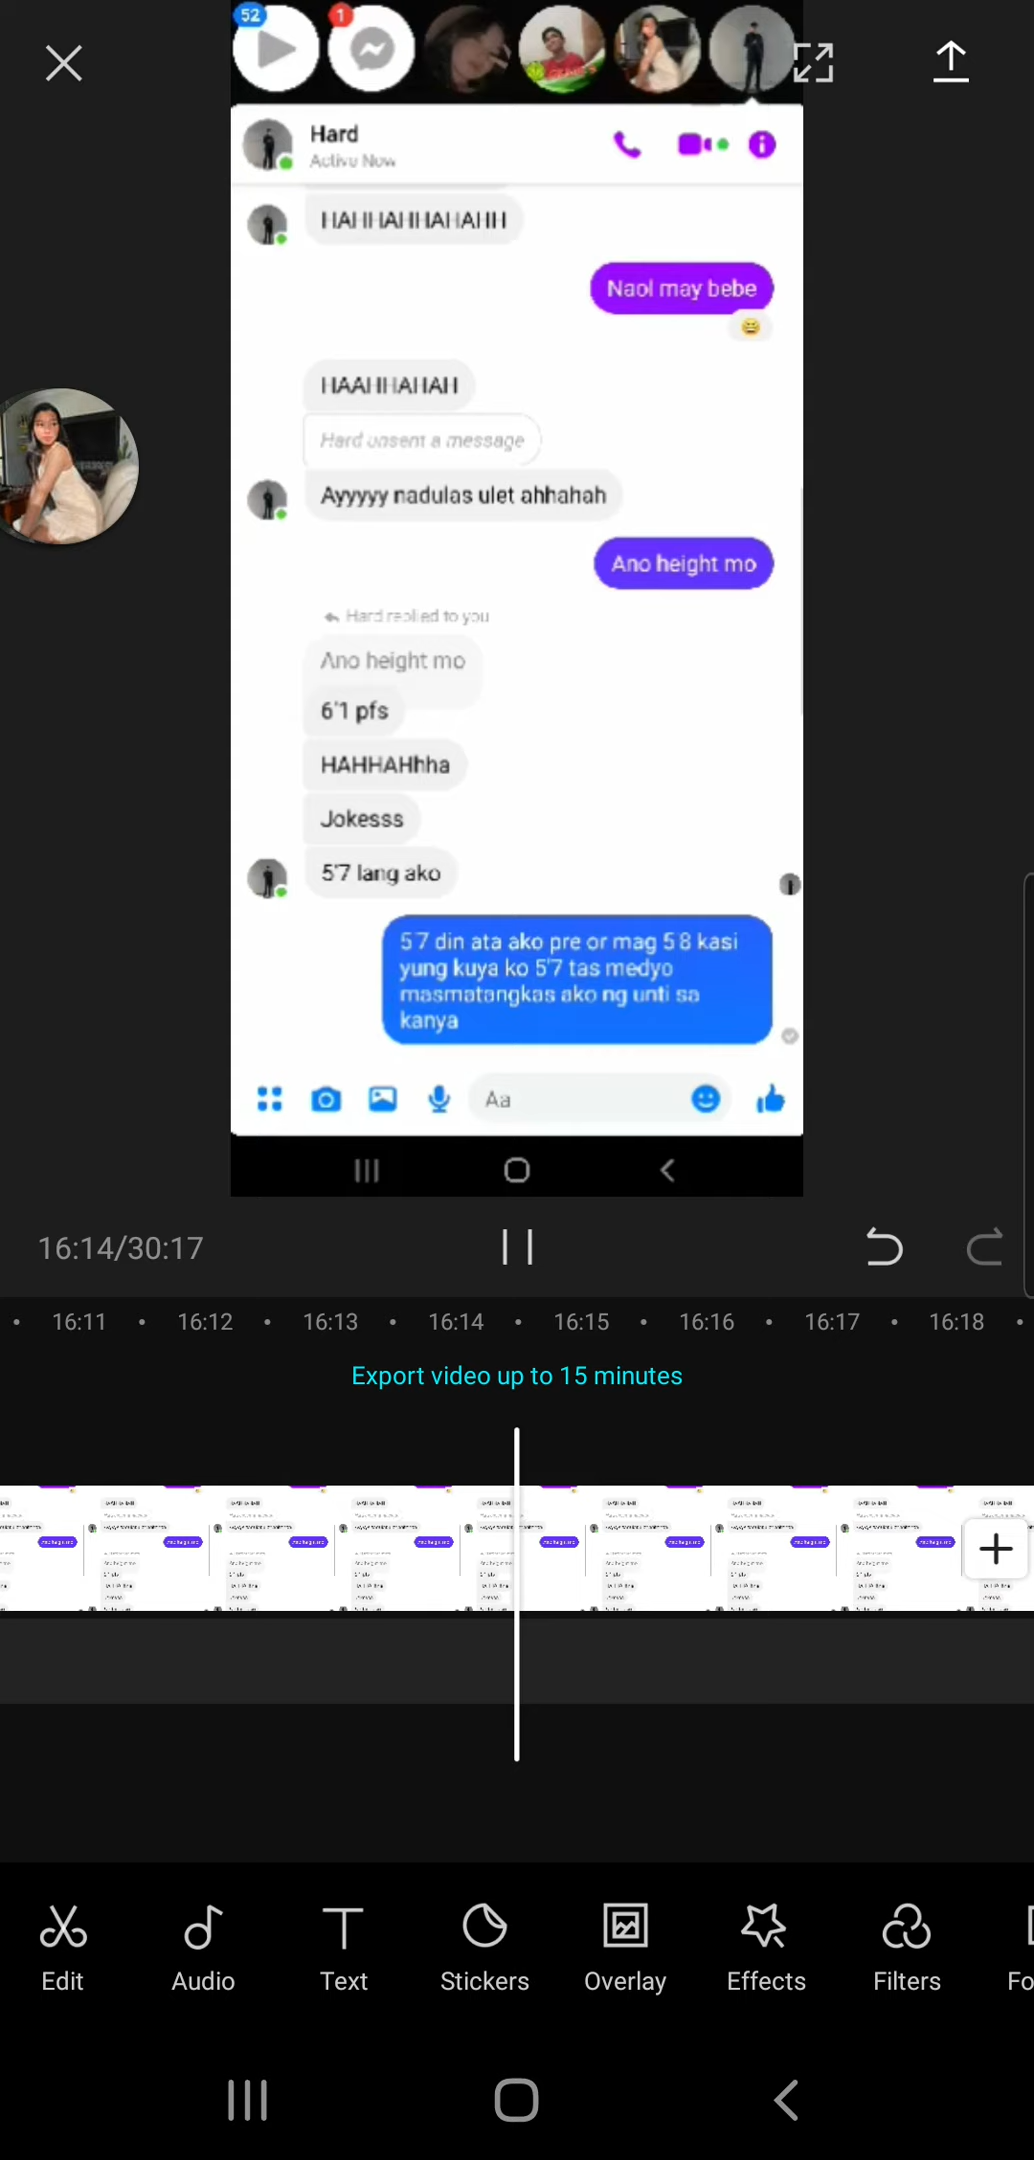 52
1
Hard
Active Now
HAHHAHHAHAHH
Naol may bebe
HAAHHAHAH
Hard unsent a message
Ayyyyy nadulas ulet ahhahah
Ano height mo
Hard replied to you
Ano height mo
6'1 pfs
HAHHAHhha
Jokesss
5'7 lang ako
5'7 din ata ako pre or mag 5'8 kasi
yung kuya ko 5'7 tas medyo
masmatangkas ako ng unti sa
kanya
Aa
16:14/30:17
16:11 16:12 16:13 16:14 16:15 16:16 16:17 16:18
Export video up to 15 minutes
Edit Audio Text Stickers Overlay Effects Filters Fo